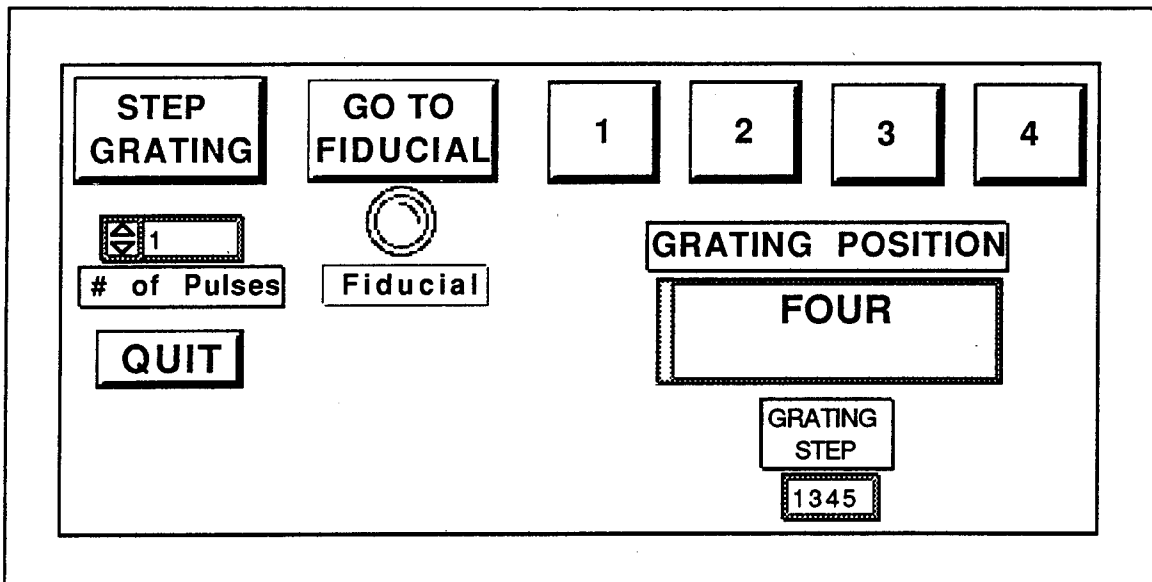 STEP
GRATING
GO TO
FIDUCIAL
1
2
3
4
1
# of Pulses
Fiducial
QUIT
GRATING POSITION
FOUR
GRATING
STEP
1345